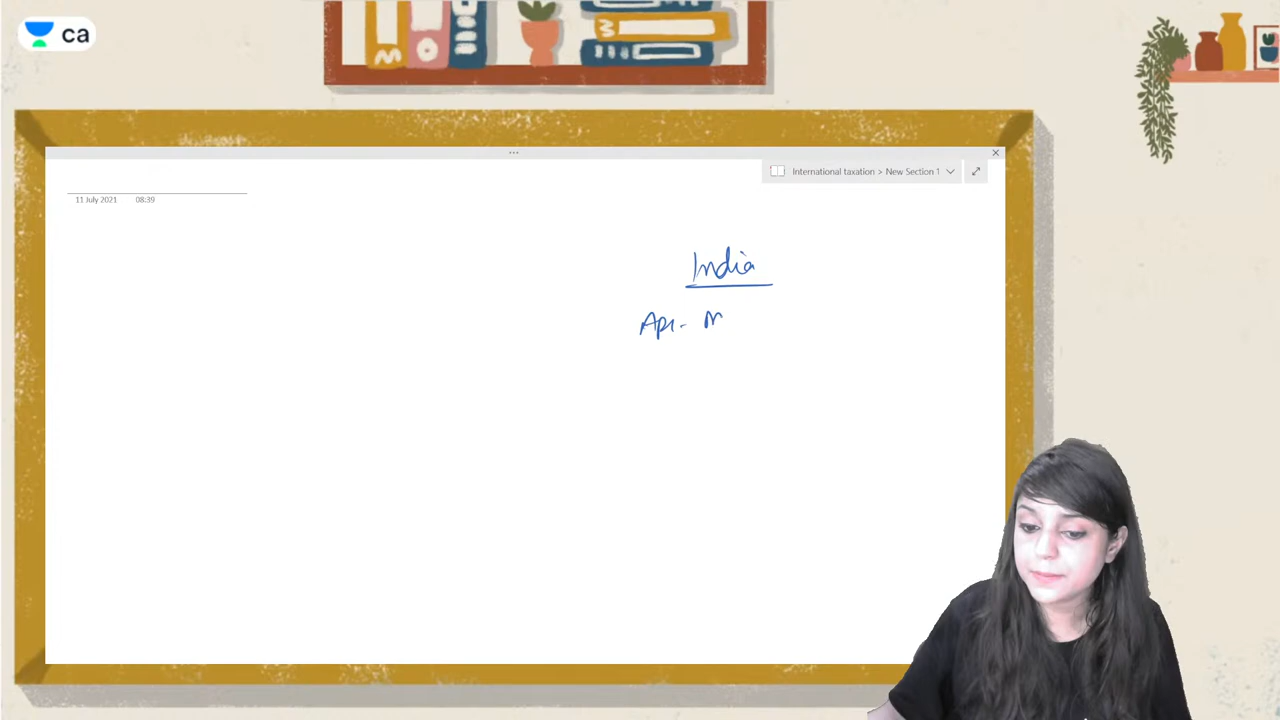 ca
International taxation > New Section 1
11 July 2021 08:39
India
Apr - M